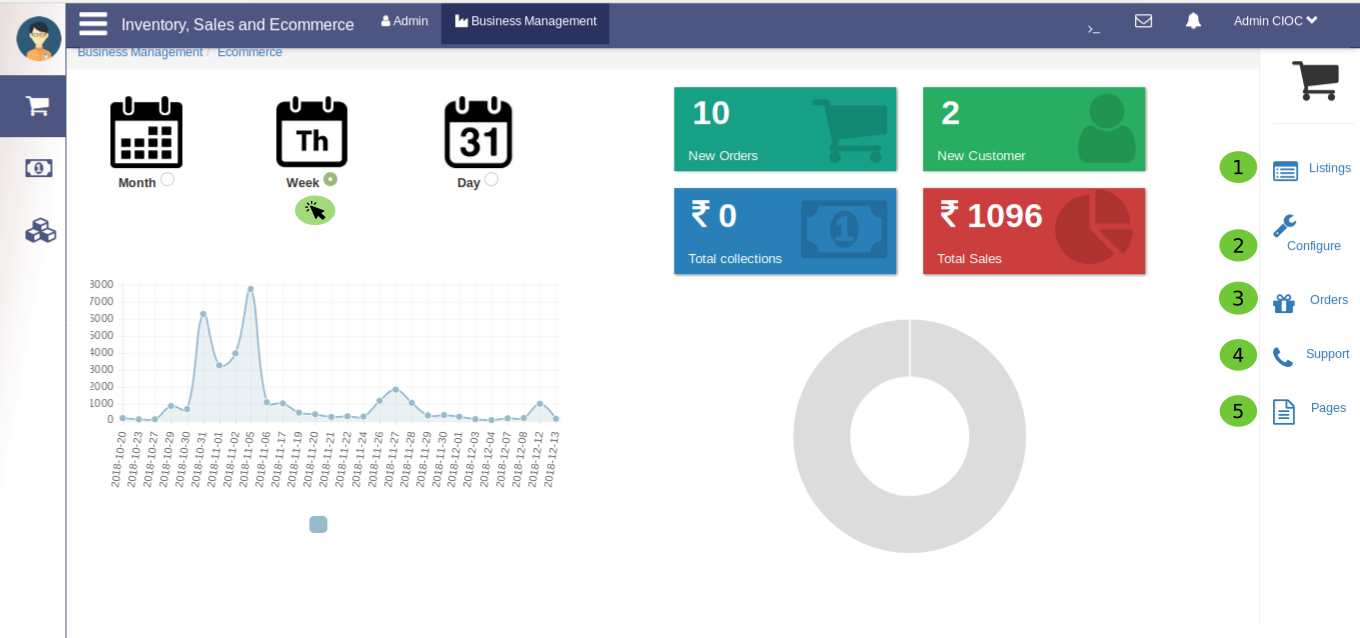 Inventory, Sales and Ecommerce
Admin
Business Management
>_
Admin CIOC
Business Management / Ecommerce
Month
Th
Week
31
Day
10
New Orders
2
New Customer
₹ 0
1
Total collections
₹ 1096
Total Sales
1
Listings
2
Configure
3
Orders
4
Support
5
Pages
8000
7000
6000
5000
4000
3000
2000
1000
0
2018-10-20
2018-10-23
2018-10-27
2018-10-29
2018-10-30
2018-10-31
2018-11-01
2018-11-02
2018-11-05
2018-11-06
2018-11-17
2018-11-19
2018-11-20
2018-11-21
2018-11-22
2018-11-24
2018-11-26
2018-11-27
2018-11-28
2018-11-29
2018-11-30
2018-12-01
2018-12-03
2018-12-04
2018-12-07
2018-12-08
2018-12-12
2018-12-13